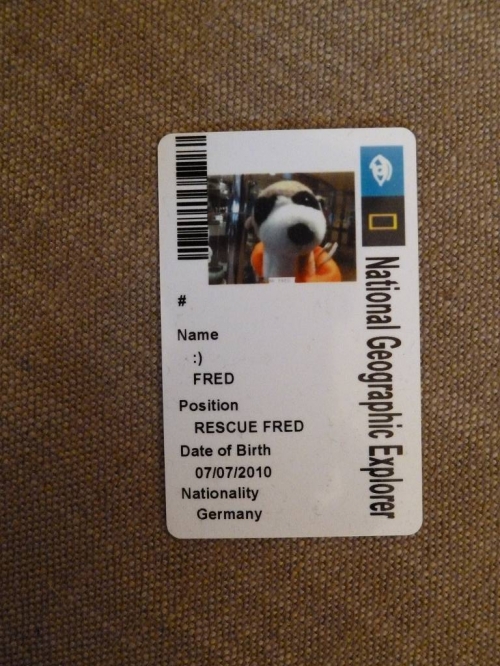 #
Name
:)
FRED
Position
RESCUE FRED
Date of Birth
07/07/2010
Nationality
Germany
National Geographic Explorer